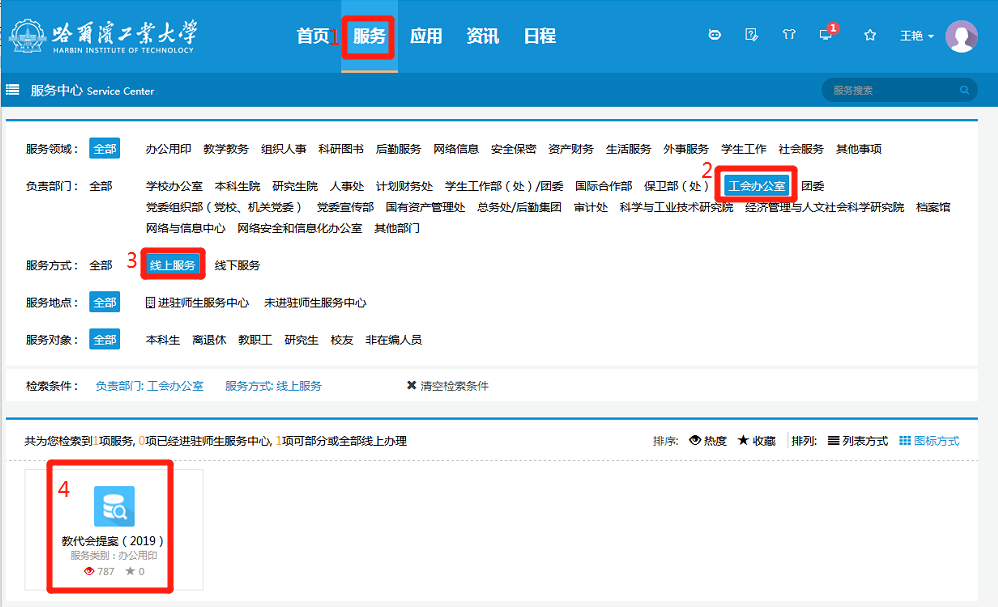 哈爾濱工業大学
HARBIN INSTITUTE OF TECHNOLOGY
首页 1 服务 应用 资讯 日程
1
王艳
服务中心 Service Center
服务搜索
服务领域： 全部 办公用印 教学教务 组织人事 科研图书 后勤服务 网络信息 安全保密 资产财务 生活服务 外事服务 学生工作 社会服务 其他事项
2
负责部门： 全部 学校办公室 本科生院 研究生院 人事处 计划财务处 学生工作部（处）/团委 国际合作部 保卫部（处） 工会办公室 团委
党委组织部（党校、机关党委） 党委宣传部 国有资产管理处 总务处/后勤集团 审计处 科学与工业技术研究院 经济管理与人文社会科学研究院 档案馆
网络与信息中心 网络安全和信息化办公室 其他部门
服务方式： 全部 3 线上服务 线下服务
服务地点： 全部 进驻师生服务中心 未进驻师生服务中心
服务对象： 全部 本科生 离退休 教职工 研究生 校友 非在编人员
检索条件： 负责部门: 工会办公室 服务方式: 线上服务 清空检索条件
共为您检索到1项服务, 0项已经进驻师生服务中心, 1项可部分或全部线上办理 排序: 热度 收藏 排列: 列表方式 图标方式
4
教代会提案（2019）
服务类别：办公用印
787 0